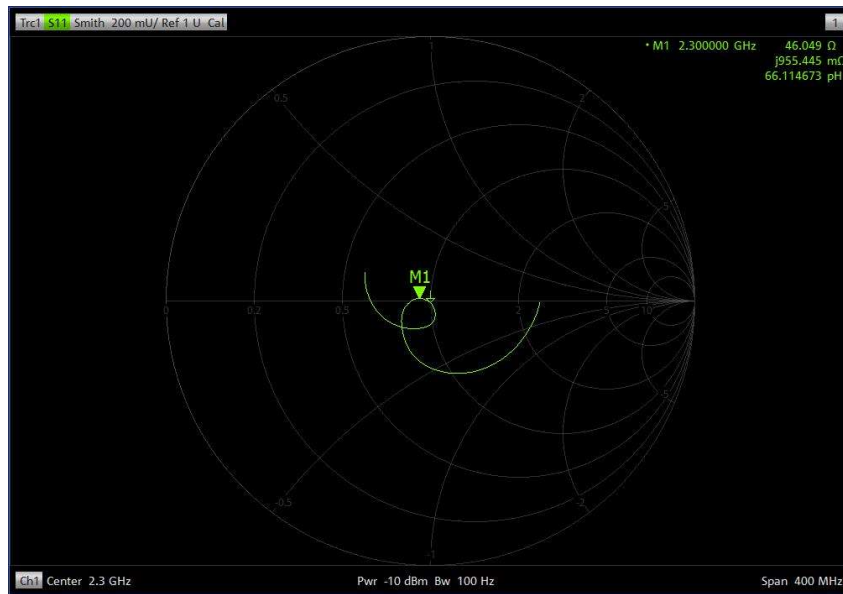 Trc1 S11 Smith 200 mU/ Ref 1 U Cal
1
• M1 2.300000 GHz 46.049 Ω
j955.445 mΩ
66.114673 pH
1
0.5
2
5
M1
0 0.2 0.5 1 2 5 10
-5
-0.5
-2
-1
Ch1 Center 2.3 GHz Pwr -10 dBm Bw 100 Hz Span 400 MHz